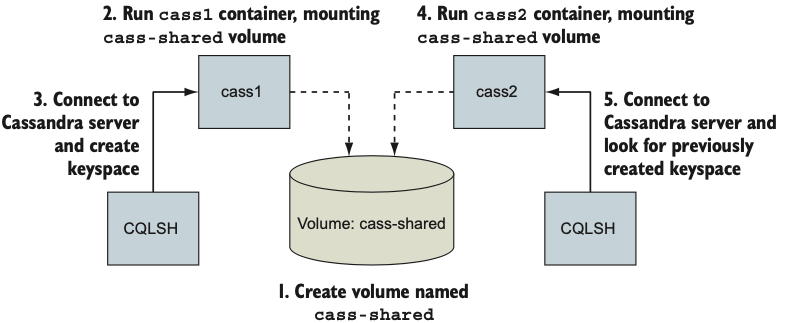 2. Run cass1 container, mounting
cass-shared volume
4. Run cass2 container, mounting
cass-shared volume
cass1
cass2
3. Connect to
Cassandra server
and create
keyspace
5. Connect to
Cassandra server and
look for previously
created keyspace
CQLSH
Volume: cass-shared
CQLSH
1. Create volume named
cass-shared